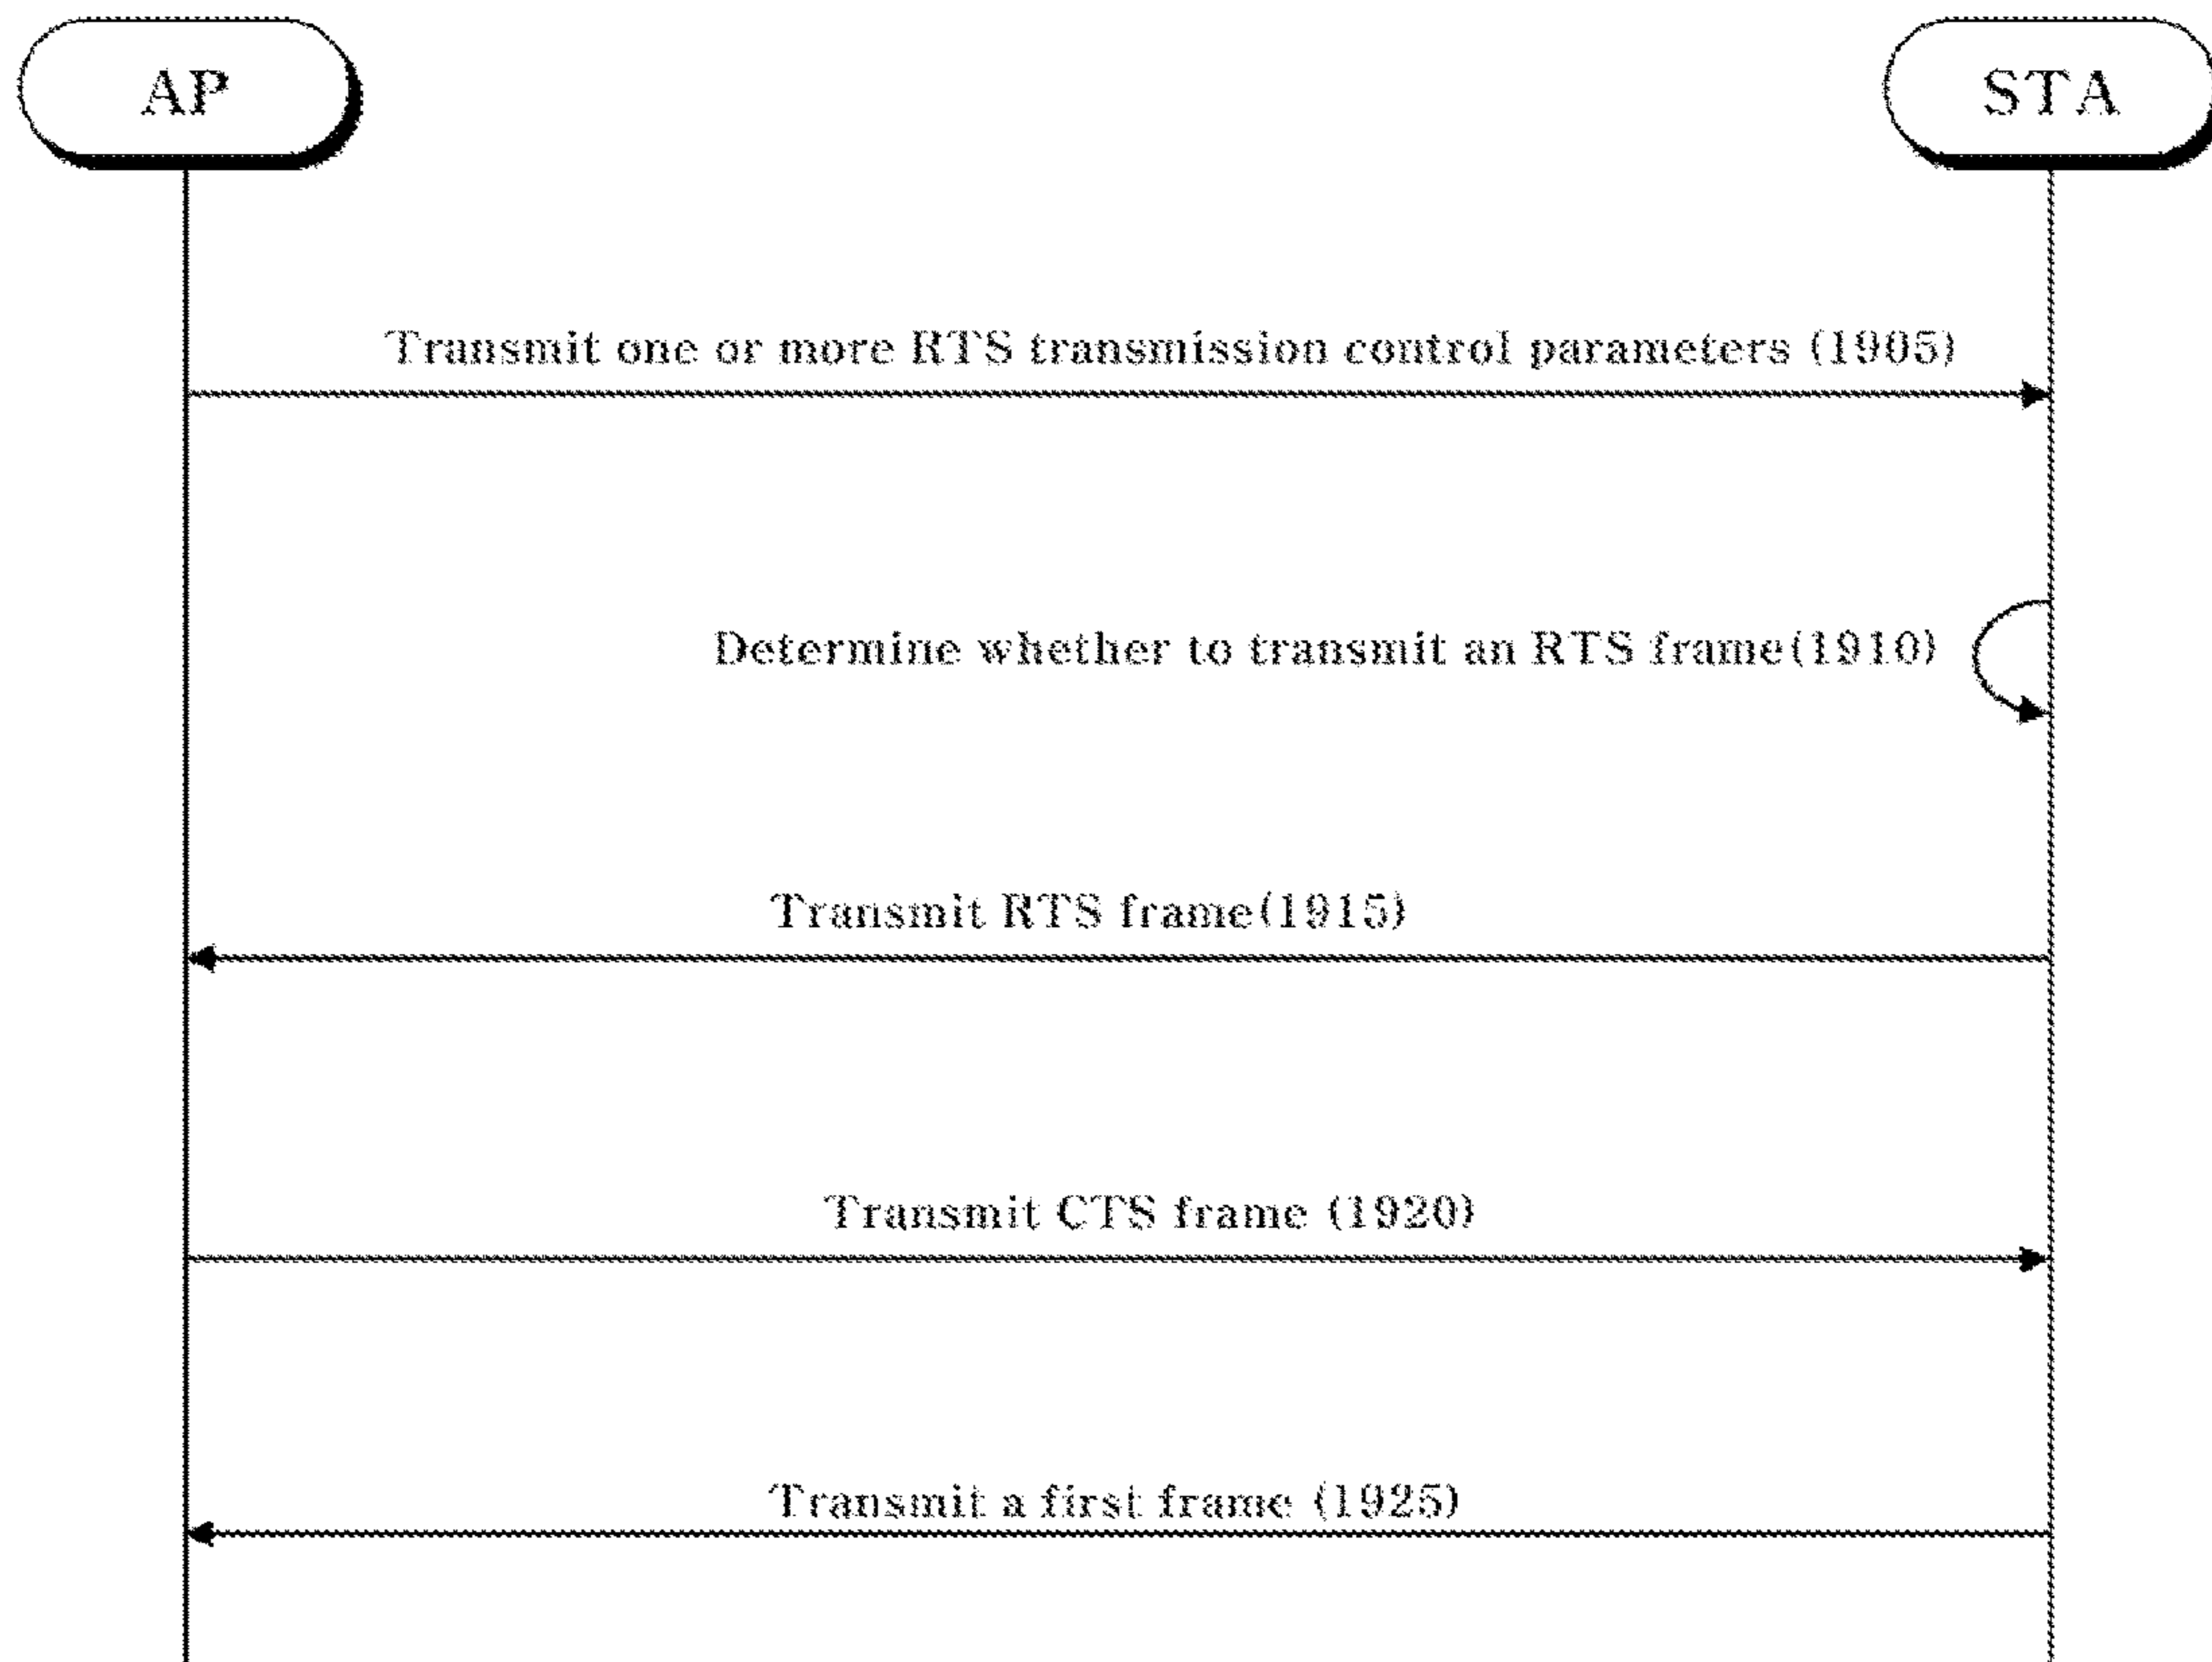 AP
STA
Transmit one or more RTS transmission control parameters (1905)
Determine whether to transmit an RTS frame(1910)
Transmit RTS frame(1915)
Transmit CTS frame (1920)
Transmit a first frame (1925)